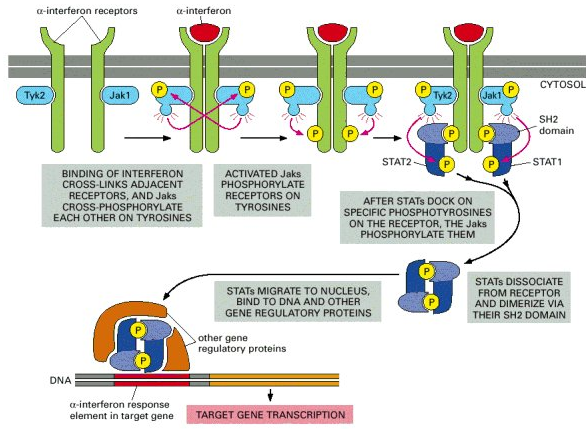 α-interferon receptors
α-interferon
P
P
P
P
P
P
Tyk2
Jak1
Tyk2
Jak1
CYTOSOL
P
P
P
P
SH2
domain
STAT2
P
P
STAT1
BINDING OF INTERFERON
CROSS-LINKS ADJACENT
RECEPTORS, AND Jaks
CROSS-PHOSPHORYLATE
EACH OTHER ON TYROSINES
ACTIVATED Jaks
PHOSPHORYLATE
RECEPTORS ON
TYROSINES
AFTER STATs DOCK ON
SPECIFIC PHOSPHOTYROSINES
ON THE RECEPTOR, THE Jaks
PHOSPHORYLATE THEM
P
P
STATs DISSOCIATE
FROM RECEPTOR
AND DIMERIZE VIA
THEIR SH2 DOMAIN
STATs MIGRATE TO NUCLEUS,
BIND TO DNA AND OTHER
GENE REGULATORY PROTEINS
P
P
other gene
regulatory proteins
DNA
α-interferon response
element in target gene
TARGET GENE TRANSCRIPTION